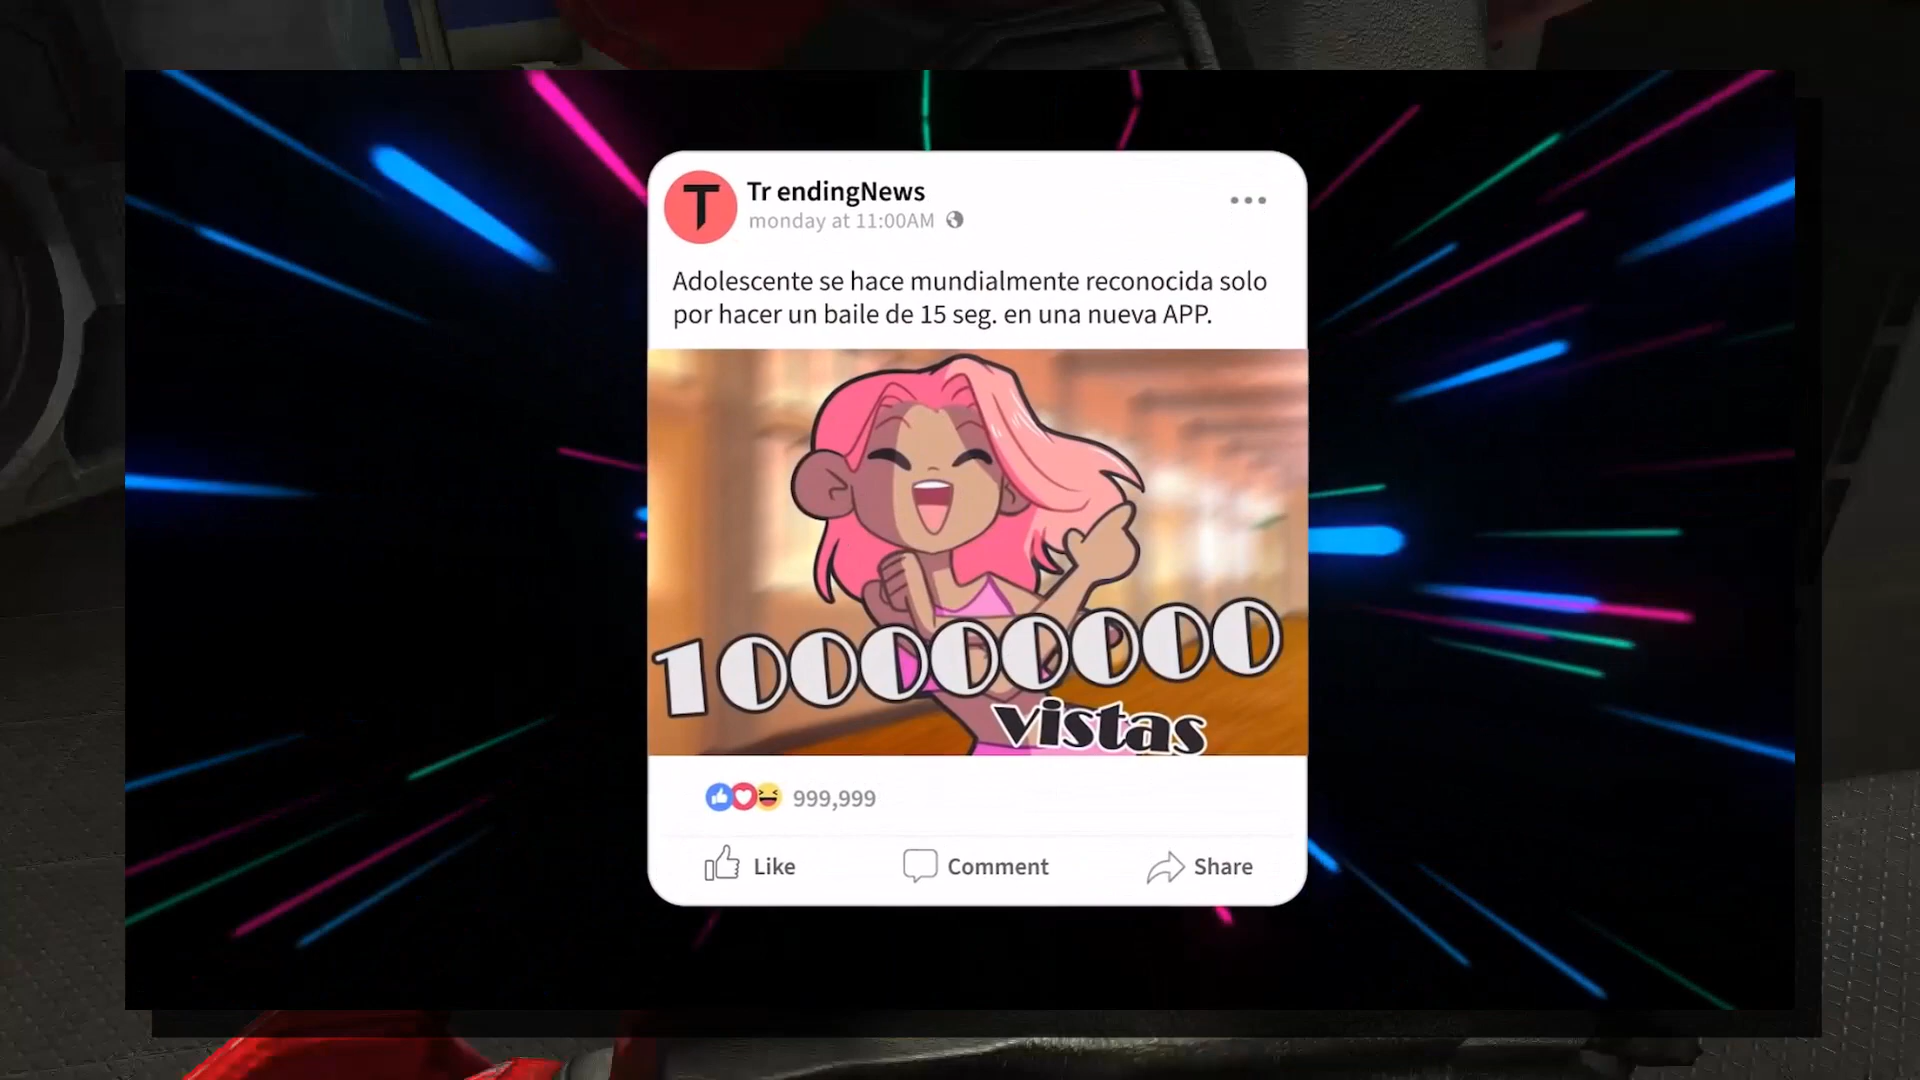 T
Tr endingNews
monday at 11:00AM
Adolescente se hace mundialmente reconocida solo
por hacer un baile de 15 seg. en una nueva APP.
100000000
vistas
999,999
Like
Comment
Share